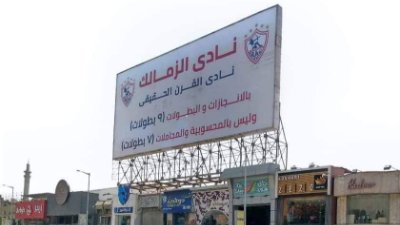 نادى الزمالك
نادى القرن الحقيقى
بالانجازات و البطولات (٩ بطولات)
وليس بالمحسوبية والمجاملات (٧ بطولات)